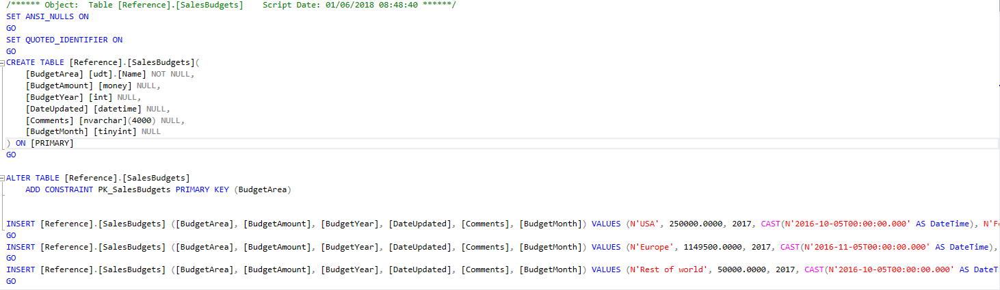 /****** Object:  Table [Reference].[SalesBudgets]    Script Date: 01/06/2018 08:48:40 ******/
SET ANSI_NULLS ON
GO
SET QUOTED_IDENTIFIER ON
GO
CREATE TABLE [Reference].[SalesBudgets](
    [BudgetArea] [udt].[Name] NOT NULL,
    [BudgetAmount] [money] NULL,
    [BudgetYear] [int] NULL,
    [DateUpdated] [datetime] NULL,
    [Comments] [nvarchar](4000) NULL,
    [BudgetMonth] [tinyint] NULL
) ON [PRIMARY]
GO
ALTER TABLE [Reference].[SalesBudgets]
    ADD CONSTRAINT PK_SalesBudgets PRIMARY KEY (BudgetArea)
INSERT [Reference].[SalesBudgets] ([BudgetArea], [BudgetAmount], [BudgetYear], [DateUpdated], [Comments], [BudgetMonth]) VALUES (N'USA', 250000.0000, 2017, CAST(N'2016-10-05T00:00:00.000' AS DateTime),
GO
INSERT [Reference].[SalesBudgets] ([BudgetArea], [BudgetAmount], [BudgetYear], [DateUpdated], [Comments], [BudgetMonth]) VALUES (N'Europe', 1149500.0000, 2017, CAST(N'2016-11-05T00:00:00.000' AS DateTime),
GO
INSERT [Reference].[SalesBudgets] ([BudgetArea], [BudgetAmount], [BudgetYear], [DateUpdated], [Comments], [BudgetMonth]) VALUES (N'Rest of world', 50000.0000, 2017, CAST(N'2016-10-05T00:00:00.000' AS
GO